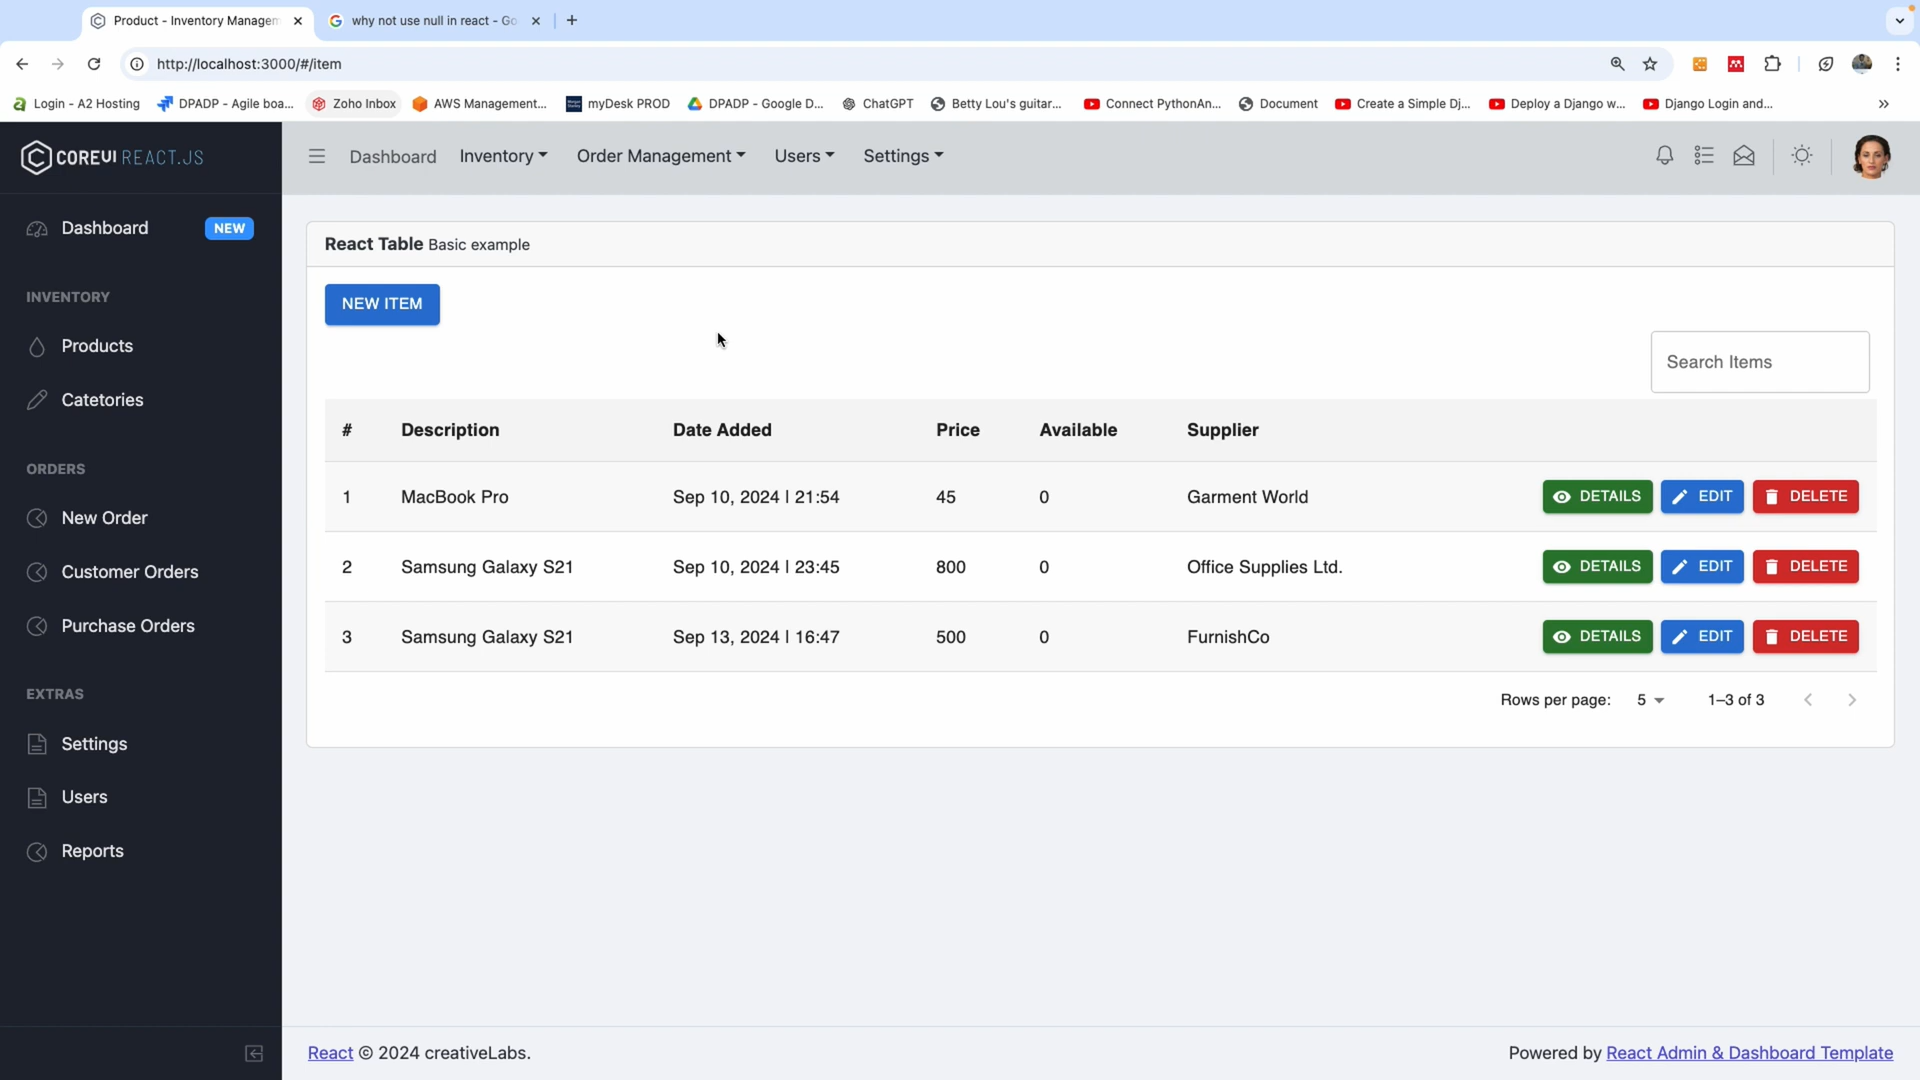 Product - Inventory Managem
why not use null in react - Go
http://localhost:3000/#/item
Login - A2 Hosting
DPADP - Agile boa...
Zoho Inbox
AWS Management...
myDesk PROD
DPADP - Google D...
ChatGPT
Betty Lou's guitar...
Connect PythonAn...
Document
Create a Simple Dj...
Deploy a Django w...
Django Login and...
COREUI REACT.JS
Dashboard
Inventory
Order Management
Users
Settings
Dashboard NEW
INVENTORY
Products
Catetories
ORDERS
New Order
Customer Orders
Purchase Orders
EXTRAS
Settings
Users
Reports
React Table Basic example
NEW ITEM
Search Items
# Description Date Added Price Available Supplier
1 MacBook Pro Sep 10, 2024 | 21:54 45 0 Garment World DETAILS EDIT DELETE
2 Samsung Galaxy S21 Sep 10, 2024 | 23:45 800 0 Office Supplies Ltd. DETAILS EDIT DELETE
3 Samsung Galaxy S21 Sep 13, 2024 | 16:47 500 0 FurnishCo DETAILS EDIT DELETE
Rows per page: 5 1–3 of 3
React © 2024 creativeLabs.
Powered by React Admin & Dashboard Template